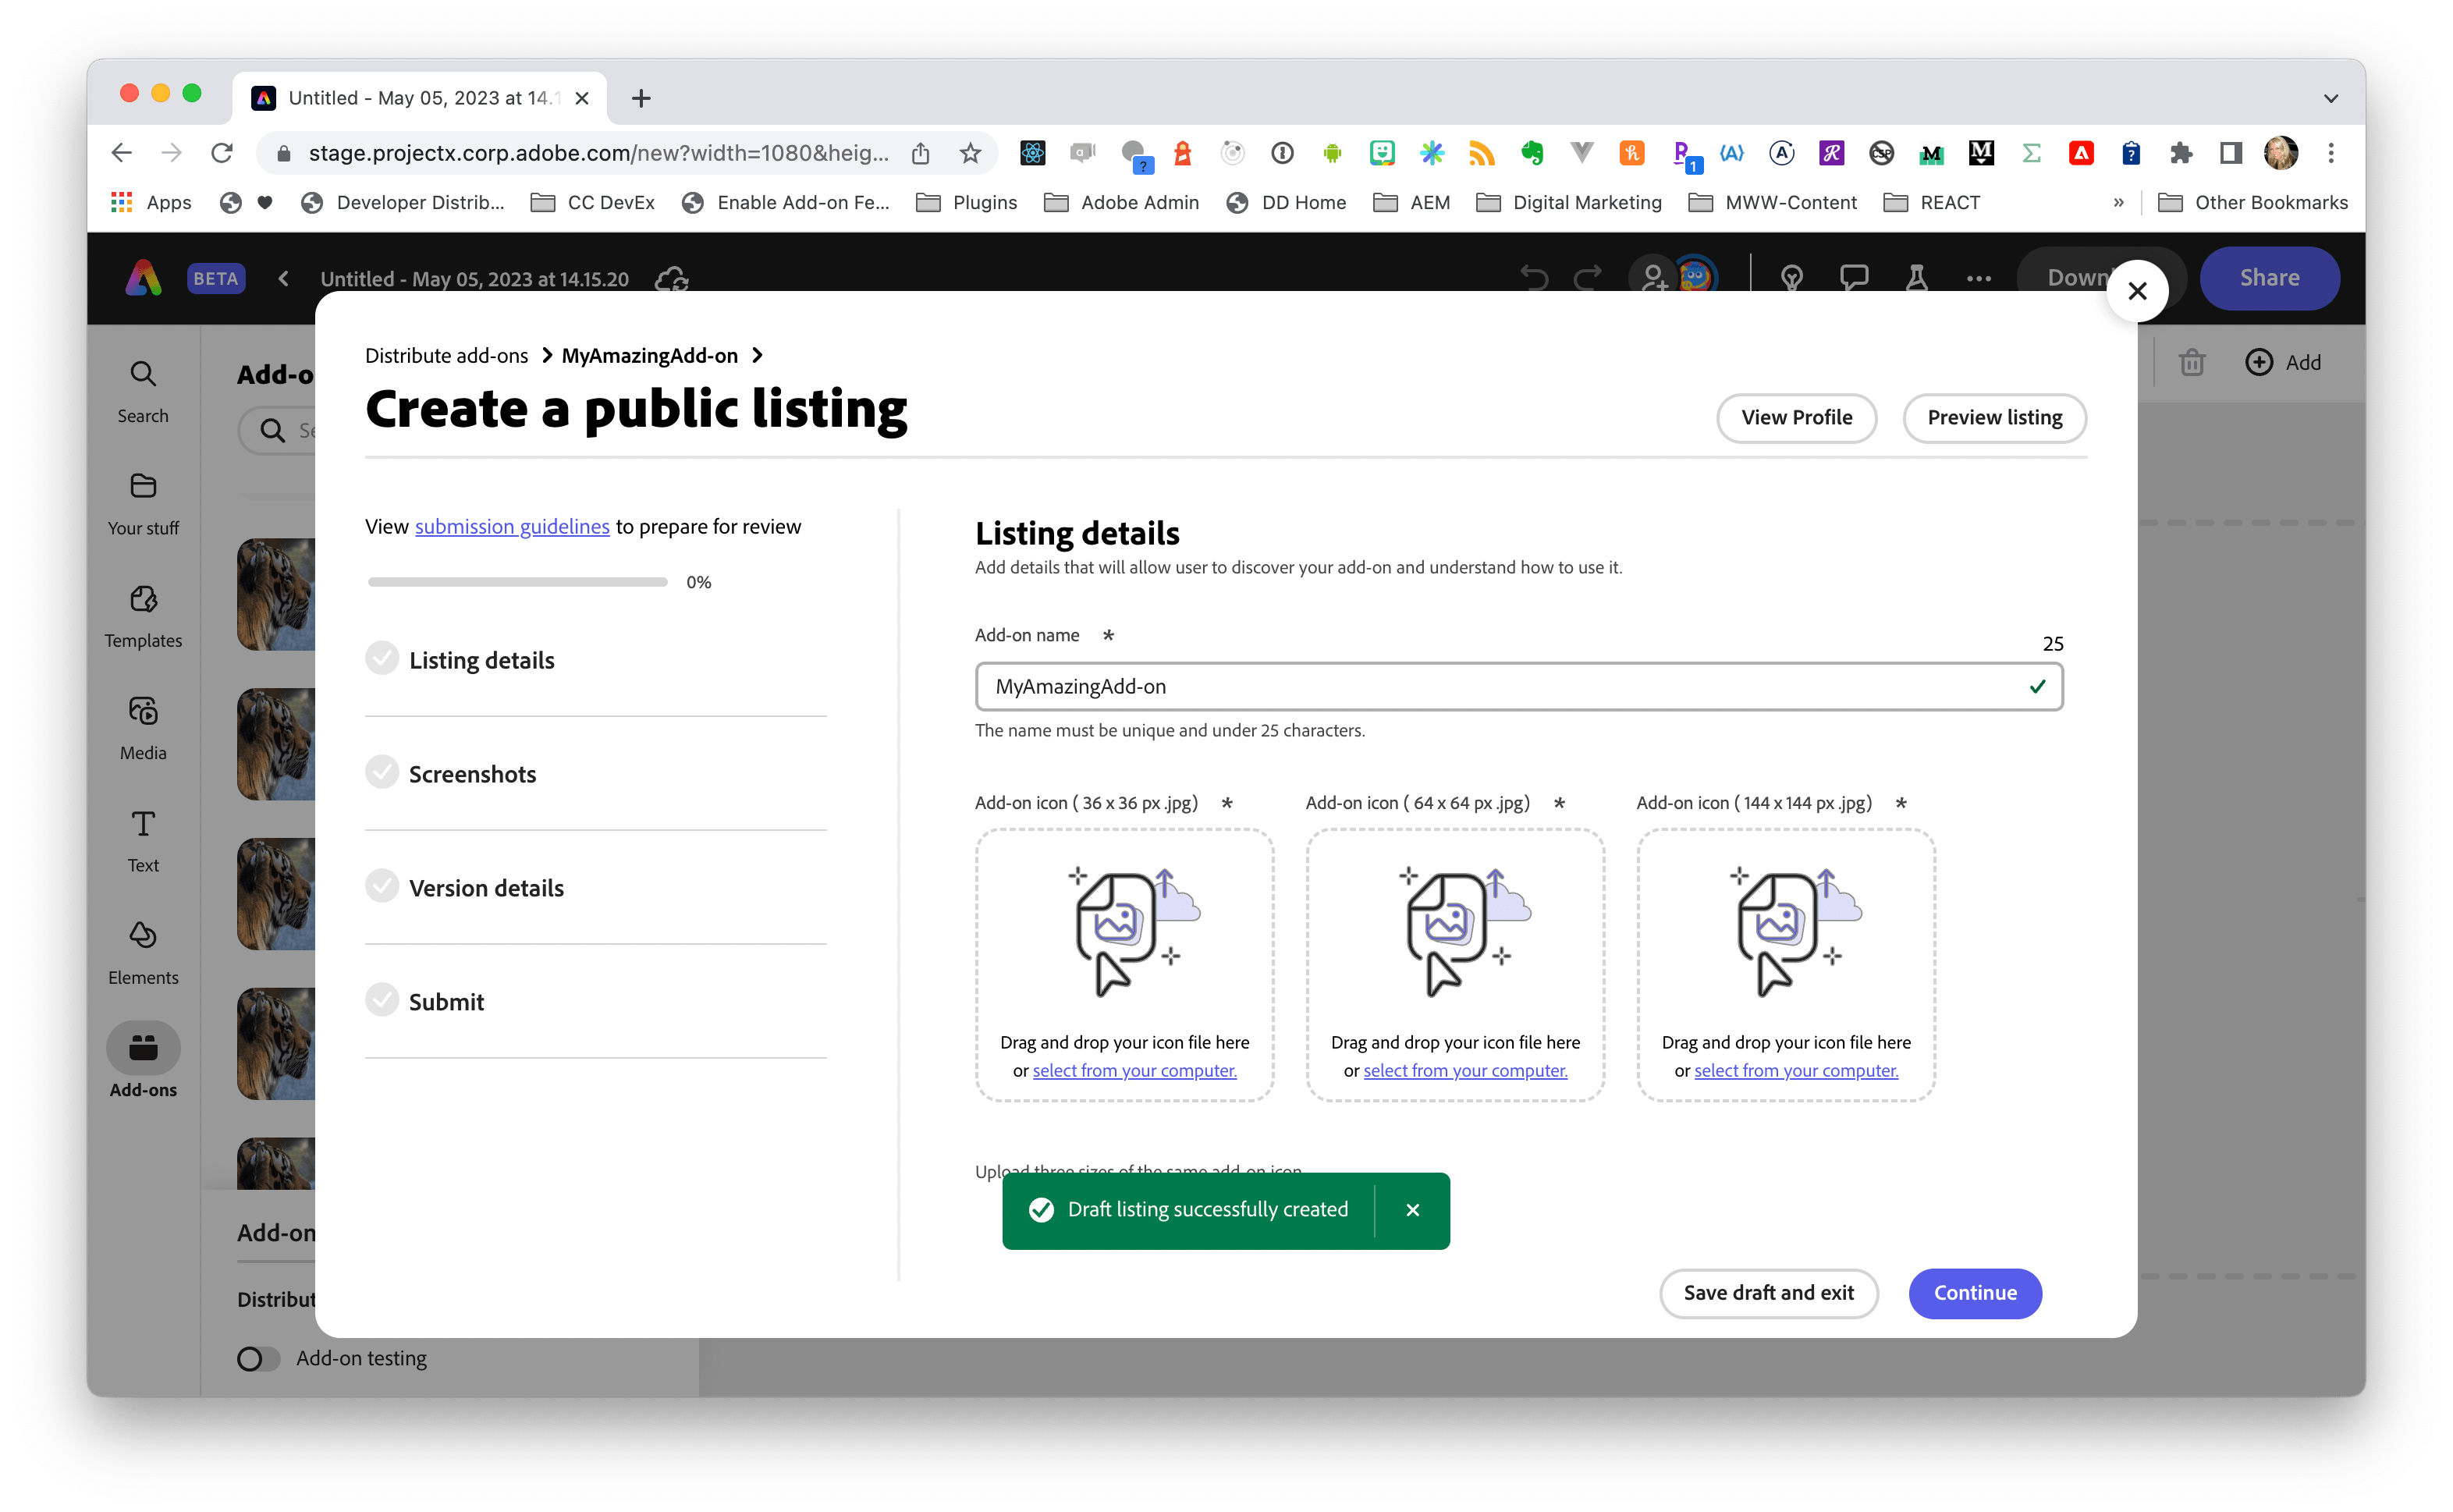 Untitled - May 05, 2023 at 14.1
stage.projectx.corp.adobe.com/new?width=1080&heig...
Apps
Developer Distrib...
CC DevEx
Enable Add-on Fe...
Plugins
Adobe Admin
DD Home
AEM
Digital Marketing
MWW-Content
REACT
»
Other Bookmarks
BETA
Untitled - May 05, 2023 at 14.15.20
Down
Share
Add
Search
Your stuff
Templates
Media
Text
Elements
Add-ons
Add-o
Se
Add-on
Distribut
Add-on testing
Distribute add-ons > MyAmazingAdd-on >
Create a public listing
View Profile
Preview listing
View submission guidelines to prepare for review
0%
Listing details
Screenshots
Version details
Submit
Listing details
Add details that will allow user to discover your add-on and understand how to use it.
Add-on name *
25
MyAmazingAdd-on
The name must be unique and under 25 characters.
Add-on icon ( 36 x 36 px .jpg) *
Drag and drop your icon file here
or select from your computer.
Add-on icon ( 64 x 64 px .jpg) *
Drag and drop your icon file here
or select from your computer.
Add-on icon ( 144 x 144 px .jpg) *
Drag and drop your icon file here
or select from your computer.
Upload three sizes of the same add-on icon
Draft listing successfully created
Save draft and exit
Continue